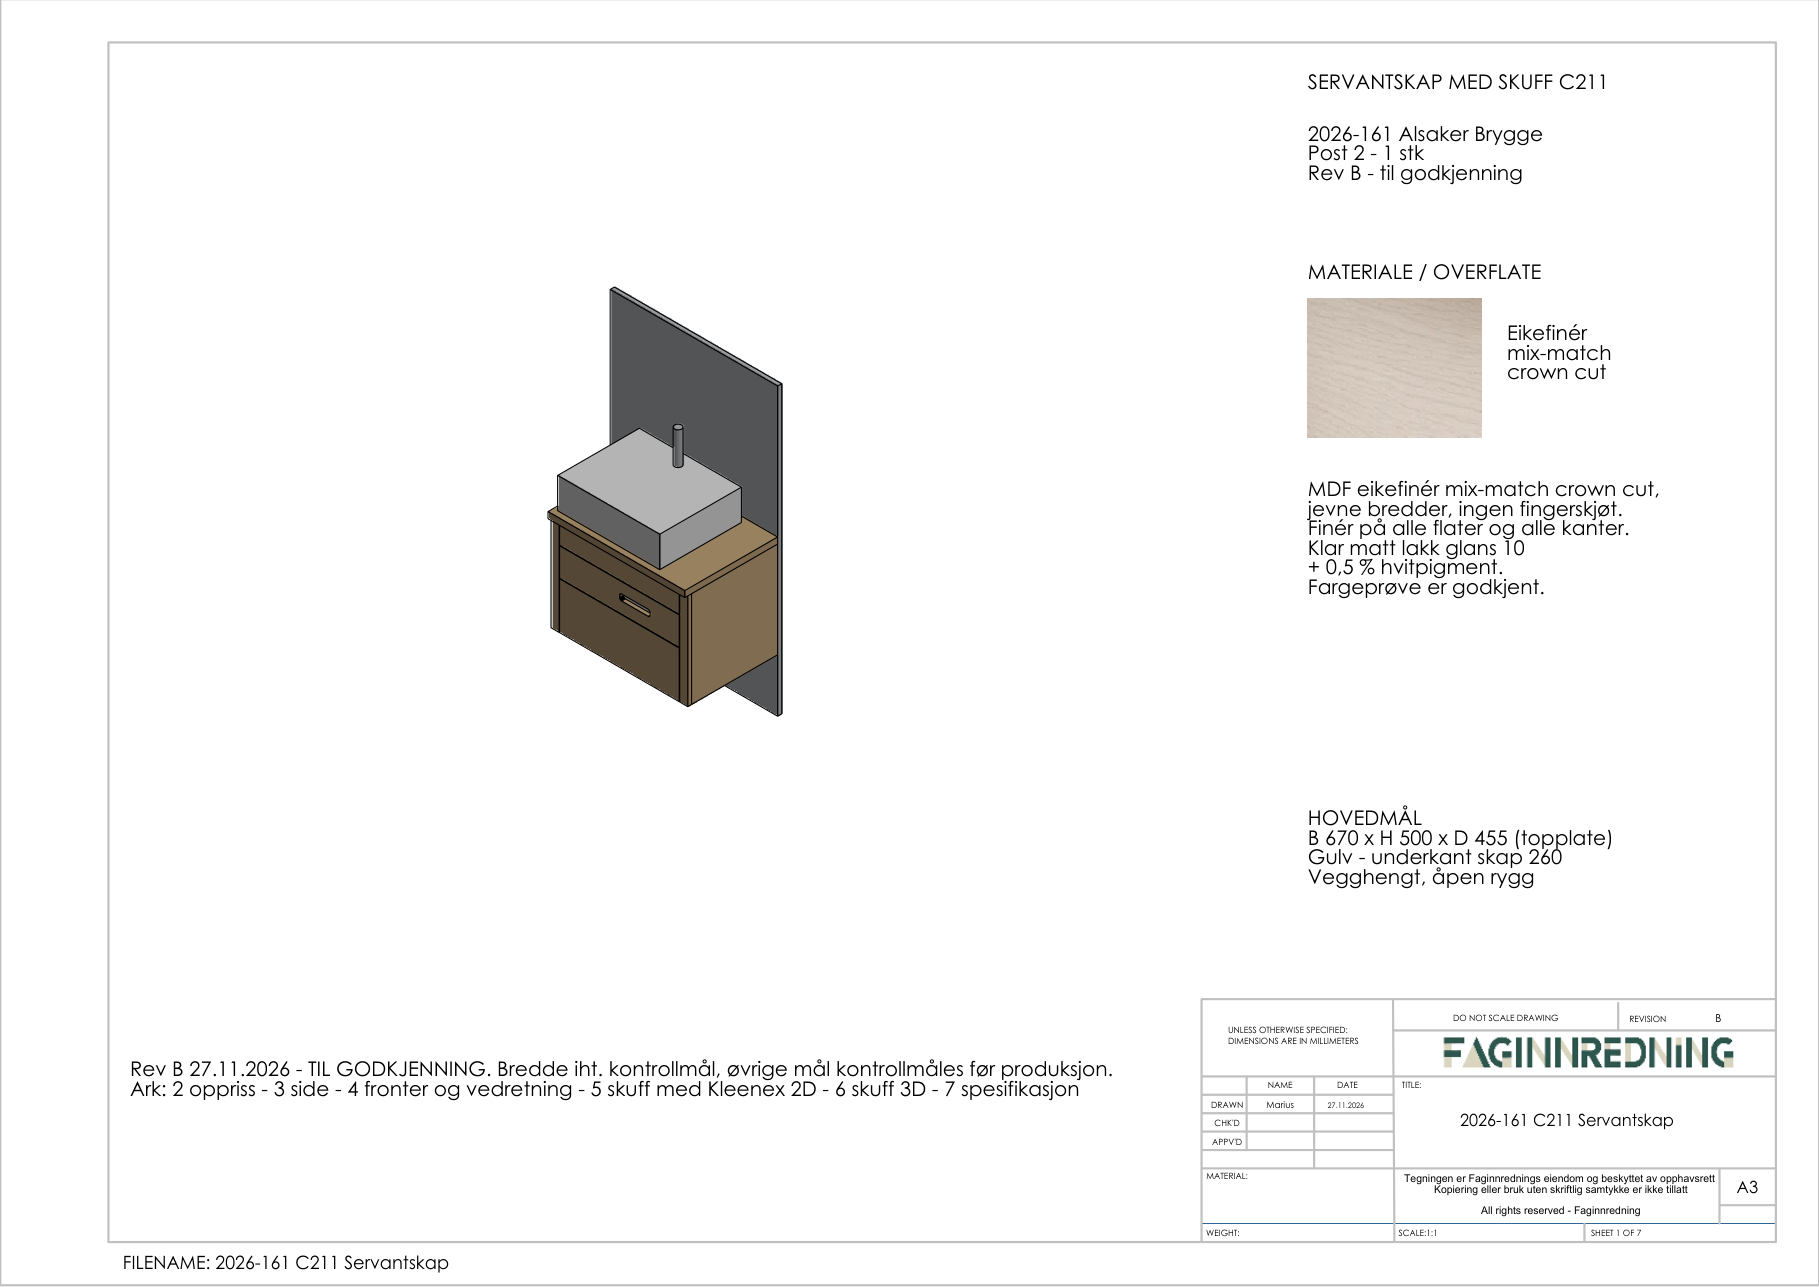 SERVANTSKAP MED SKUFF C211
2026-161 Alsaker Brygge
Post 2 - 1 stk
Rev B - til godkjenning
MATERIALE / OVERFLATE
Eikefinér
mix-match
crown cut
MDF eikefinér mix-match crown cut,
jevne bredder, ingen fingerskjøt.
Finér på alle flater og alle kanter.
Klar matt lakk glans 10
+ 0,5 % hvitpigment.
Fargeprøve er godkjent.
HOVEDMÅL
B 670 x H 500 x D 455 (topplate)
Gulv - underkant skap 260
Vegghengt, åpen rygg
Rev B 27.11.2026 - TIL GODKJENNING. Bredde iht. kontrollmål, øvrige mål kontrollmåles før produksjon.
Ark: 2 oppriss - 3 side - 4 fronter og vedretning - 5 skuff med Kleenex 2D - 6 skuff 3D - 7 spesifikasjon
UNLESS OTHERWISE SPECIFIED:
DIMENSIONS ARE IN MILLIMETERS
DO NOT SCALE DRAWING
REVISION B
FAGINNREDNING
NAME DATE
DRAWN Marius 27.11.2026
CHK'D
APPV'D
TITLE:
2026-161 C211 Servantskap
MATERIAL:
Tegningen er Faginnrednings eiendom og beskyttet av opphavsrett
Kopiering eller bruk uten skriftlig samtykke er ikke tillatt
All rights reserved - Faginnredning
A3
WEIGHT:
SCALE:1:1
SHEET 1 OF 7
FILENAME: 2026-161 C211 Servantskap